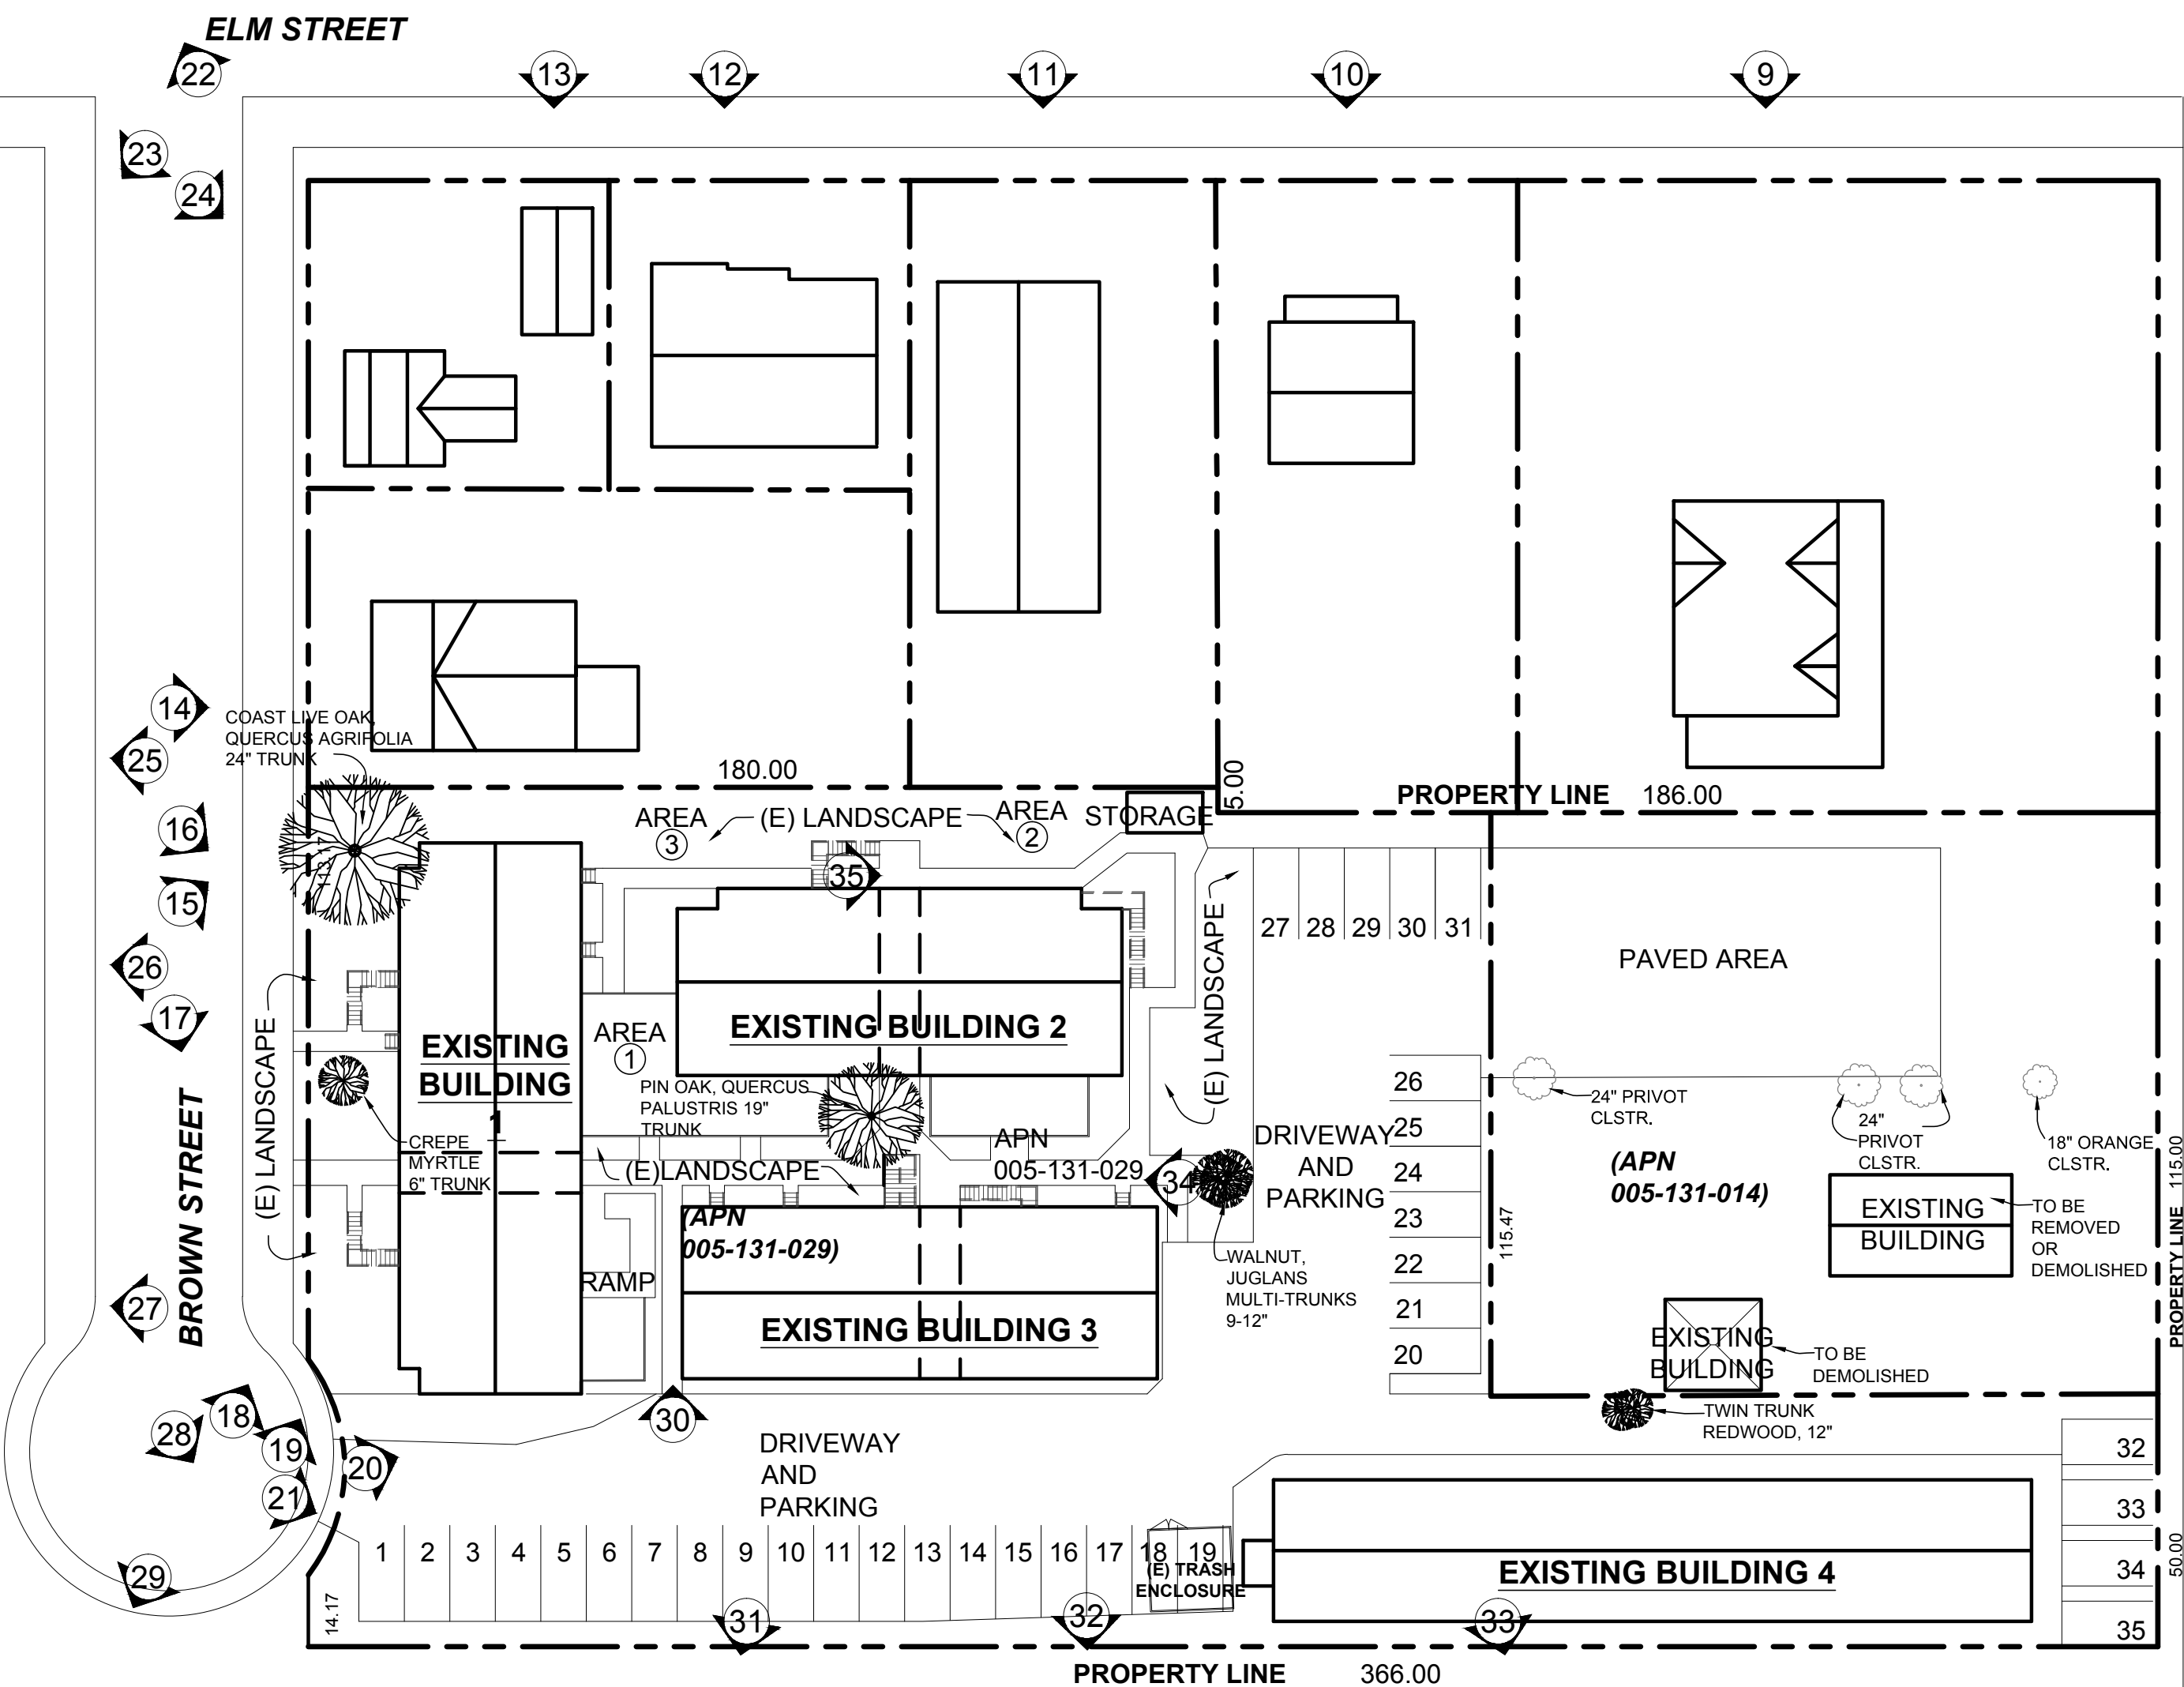 ELM STREET
22
13
12
11
10
9
23
24
14
COAST LIVE OAK,
QUERCUS AGRIFOLIA
24" TRUNK
25
180.00
5.00
PROPERTY LINE 186.00
16
AREA
3
(E) LANDSCAPE
AREA
2
STORAGE
113.17
35
15
27 28 29 30 31
(E) LANDSCAPE
PAVED AREA
26
17
EXISTING
BUILDING
1
AREA
1
EXISTING BUILDING 2
(E) LANDSCAPE
PIN OAK, QUERCUS
PALUSTRIS 19"
TRUNK
26
25
24
23
22
21
20
24" PRIVOT
CLSTR.
24"
PRIVOT
CLSTR.
18" ORANGE
CLSTR.
CREPE
MYRTLE
6" TRUNK
(E)LANDSCAPE
APN
005-131-029
34
DRIVEWAY
AND
PARKING
(APN
005-131-014)
PROPERTY LINE 115.00
BROWN STREET
(APN
005-131-029)
RAMP
WALNUT,
JUGLANS
MULTI-TRUNKS
9-12"
115.47
EXISTING
BUILDING
TO BE
REMOVED
OR
DEMOLISHED
27
EXISTING BUILDING 3
EXISTING
BUILDING
TO BE
DEMOLISHED
18
28
19
20
21
30
DRIVEWAY
AND
PARKING
TWIN TRUNK
REDWOOD, 12"
32
33
34
35
50.00
1 2 3 4 5 6 7 8 9 10 11 12 13 14 15 16 17 18 19
(E) TRASH
ENCLOSURE
EXISTING BUILDING 4
29
14.17
31
32
33
PROPERTY LINE 366.00